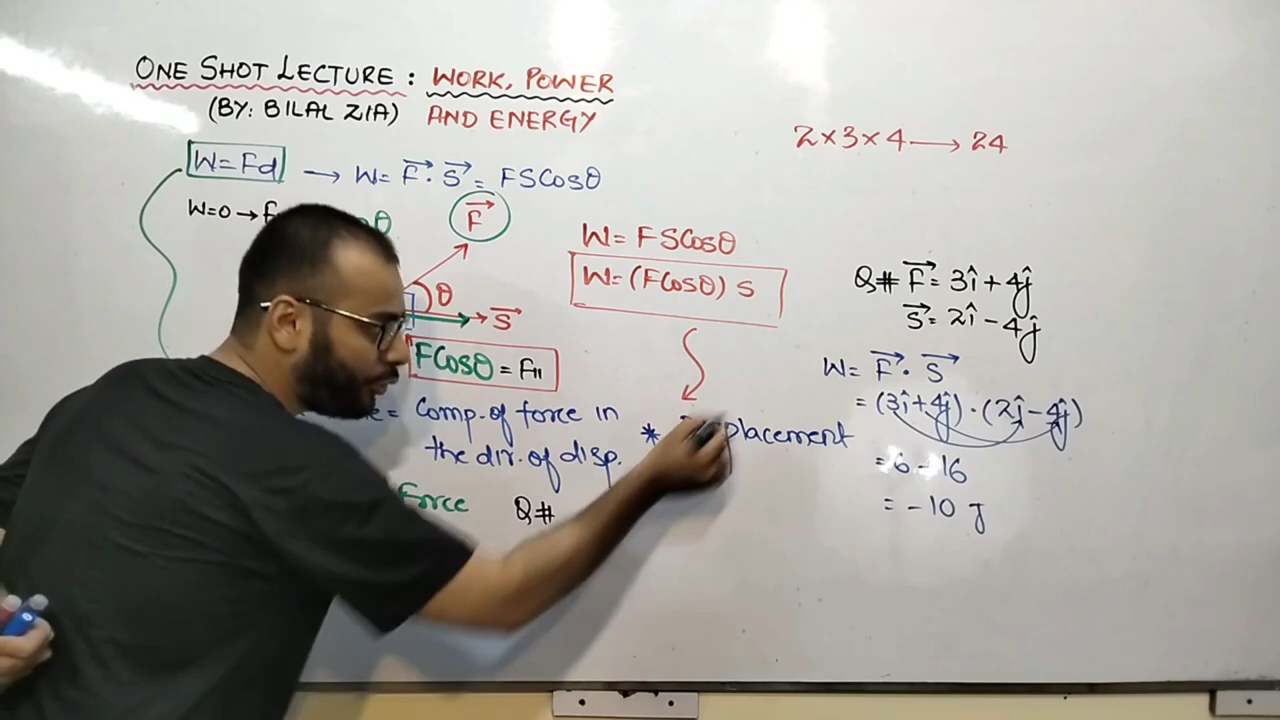 ONE SHOT LECTURE: WORK, POWER
(BY: BILAL ZIA) AND ENERGY
W=Fd → W= F⃗ · S⃗ = FSCosθ
W=0 → f
θ
F⃗
θ
S⃗
FCosθ = F||
= Comp. of force in
the dir. of disp.
Force Q#
W= FSCosθ
W= (FCosθ) S
*
2×3×4 → 24
Q# F⃗ = 3î + 4ĵ
S⃗ = 2î - 4ĵ
W= F⃗ · S⃗
= (3î + 4ĵ) · (2ĵ - 4ĵ)
= 6 - 16
= -10 J